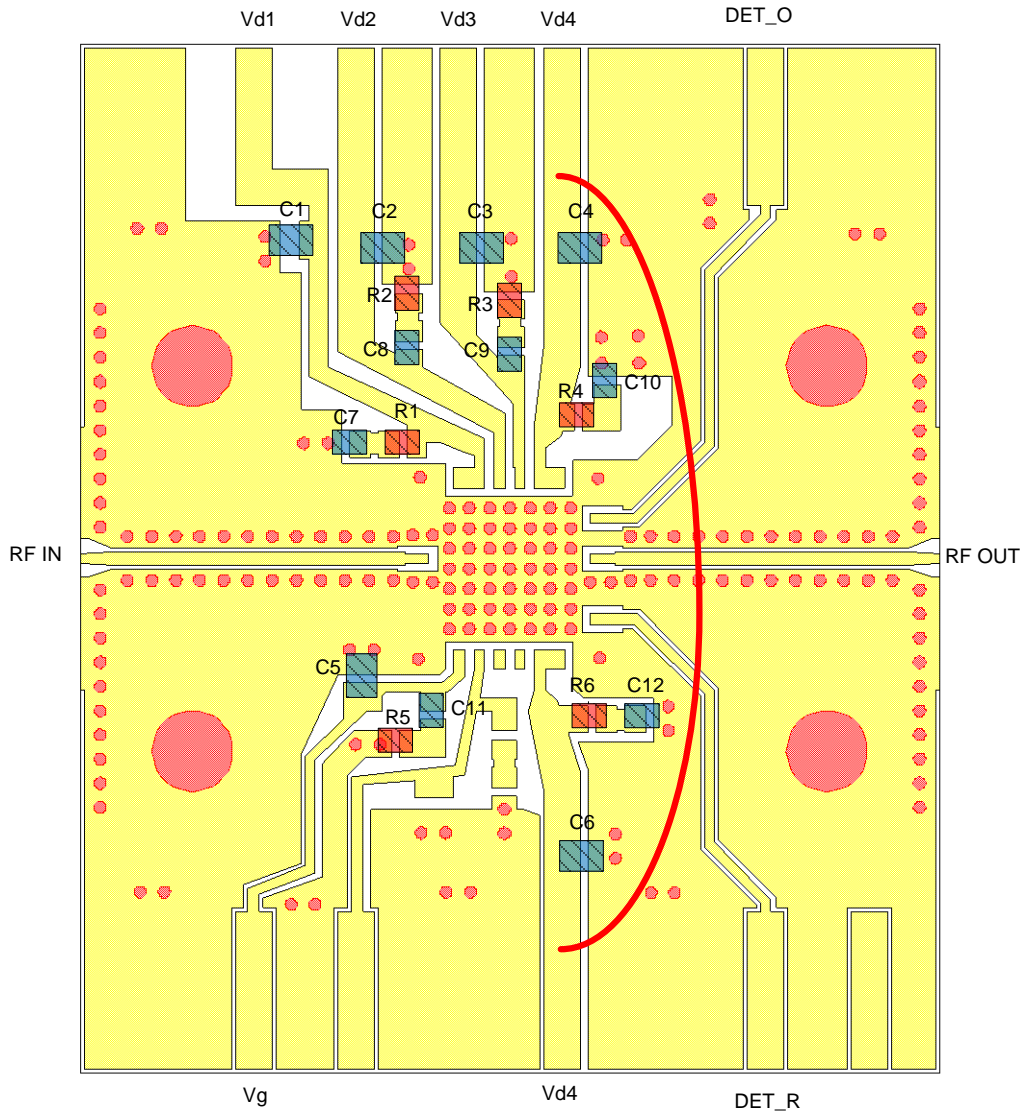 Vd1 Vd2 Vd3 Vd4 DET_O
C1 C2 C3 C4
R2 R3
C8 C9 C10
R4
C7 R1
RF IN RF OUT
C5
C11 R6 C12
R5
C6
Vg Vd4 DET_R